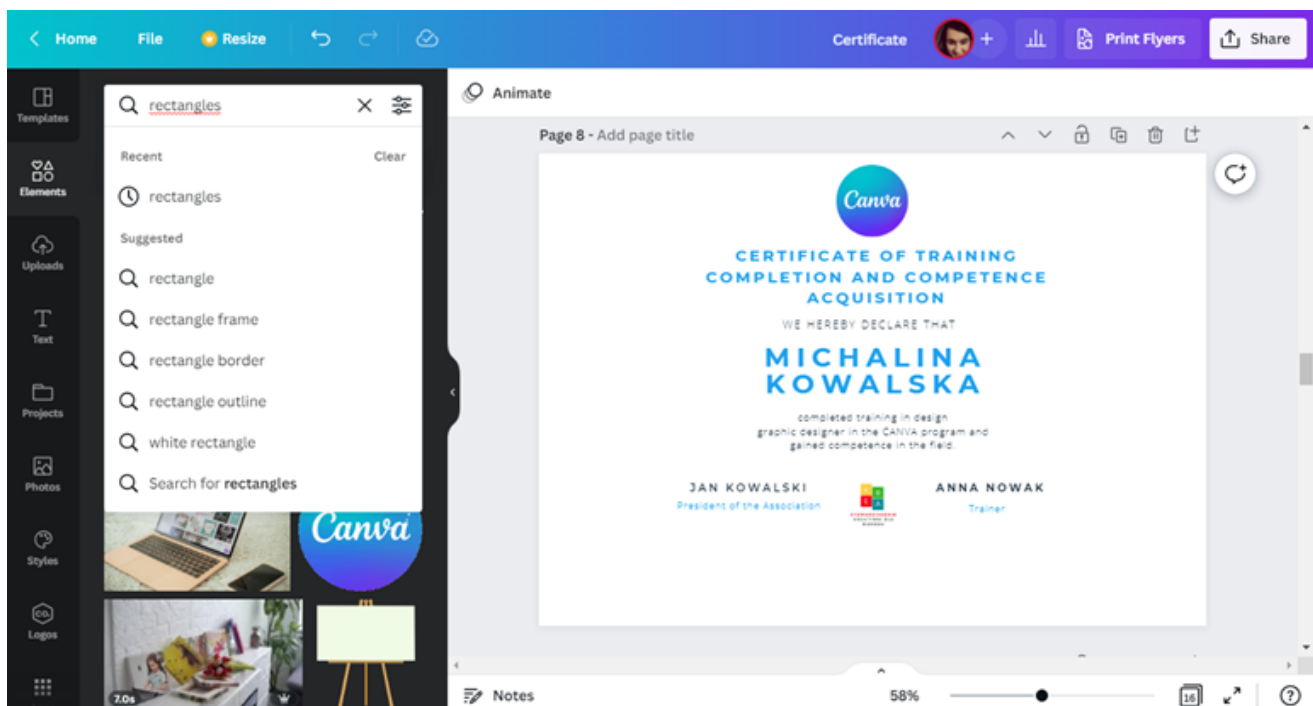 Home File Resize Certificate + Print Flyers Share
Templates
Elements
Uploads
Text
Projects
Photos
Styles
CO.
Logos
rectangles
Recent Clear
rectangles
Suggested
rectangle
rectangle frame
rectangle border
rectangle outline
white rectangle
Search for rectangles
Canva
7.0s
Animate
Page 8 - Add page title
Canva
CERTIFICATE OF TRAINING
COMPLETION AND COMPETENCE
ACQUISITION
WE HEREBY DECLARE THAT
MICHALINA
KOWALSKA
completed training in design
graphic designer in the CANVA program and
gained competence in the field.
JAN KOWALSKI
President of the Association
ANNA NOWAK
Trainer
Notes 58% 16 ?